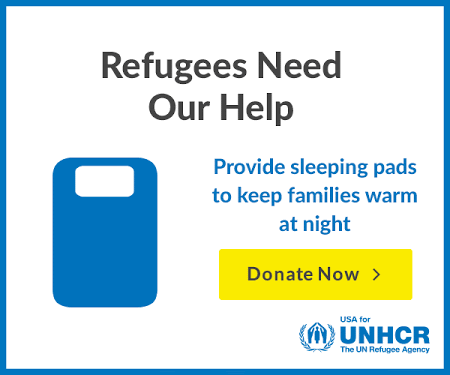 Refugees Need
Our Help
Provide sleeping pads
to keep families warm
at night
Donate Now
USA for
UNHCR
The UN Refugee Agency